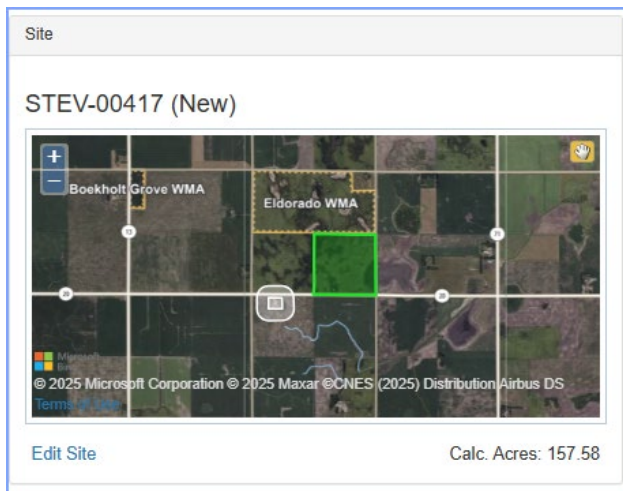 Site
STEV-00417 (New)
+
−
Boekholt Grove WMA
Eldorado WMA
Microsoft
© 2025 Microsoft Corporation © 2025 Maxar ©CNES (2025) Distribution Airbus DS
Edit Site
Calc. Acres: 157.58